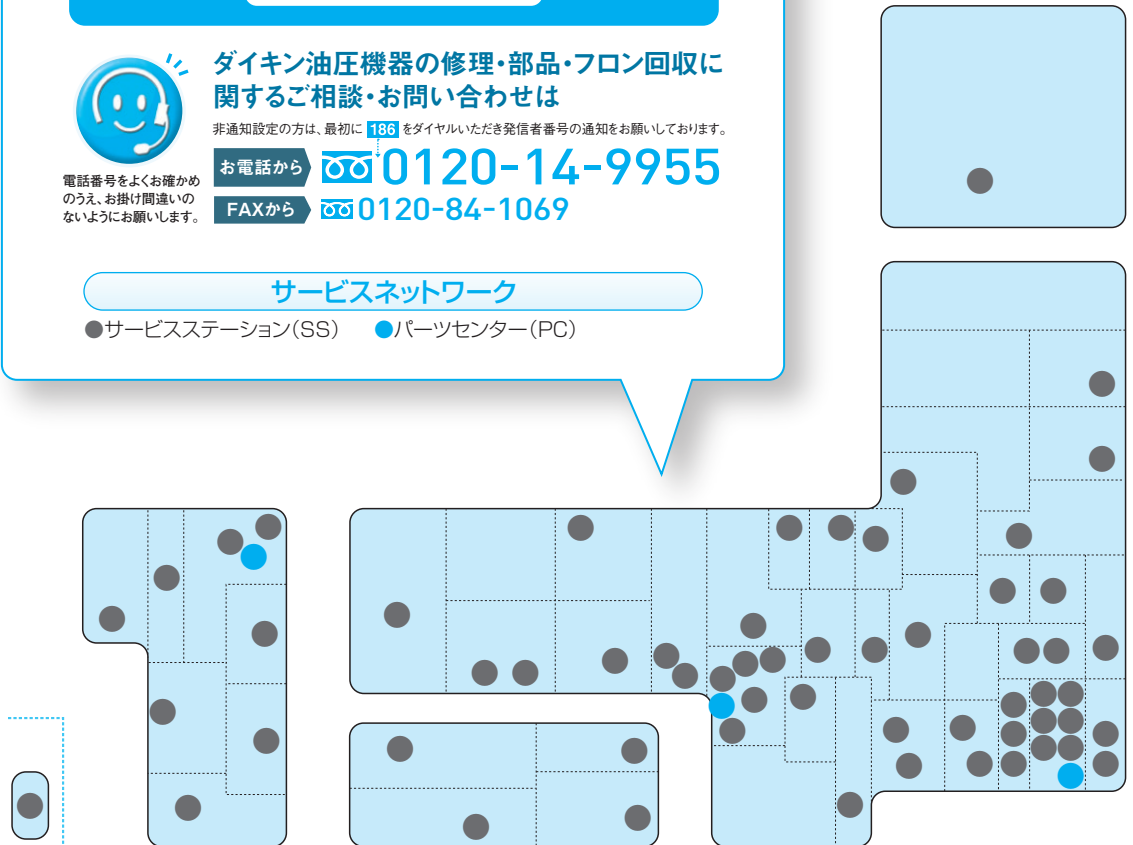 ダイキン油圧機器の修理・部品・フロン回収に
関するご相談・お問い合わせは
非通知設定の方は、最初に 186 をダイヤルいただき発信者番号の通知をお願いしております。
お電話から 0120-14-9955
FAXから 0120-84-1069
電話番号をよくお確かめ
のうえ、お掛け間違いの
ないようにお願いします。
サービスネットワーク
●サービスステーション（SS） ●パーツセンター（PC）